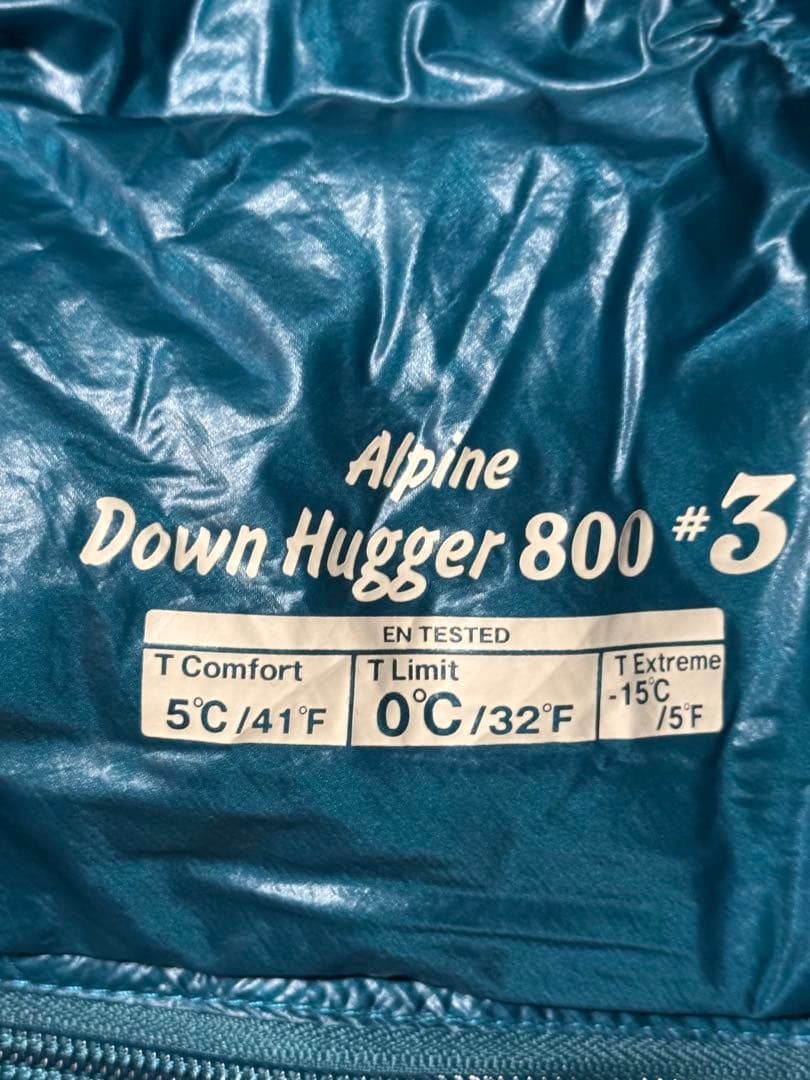 Alpine
Down Hugger 800 #3
EN TESTED
T Comfort
5℃/41°F
T Limit
0℃/32°F
T Extreme
-15℃
/5°F